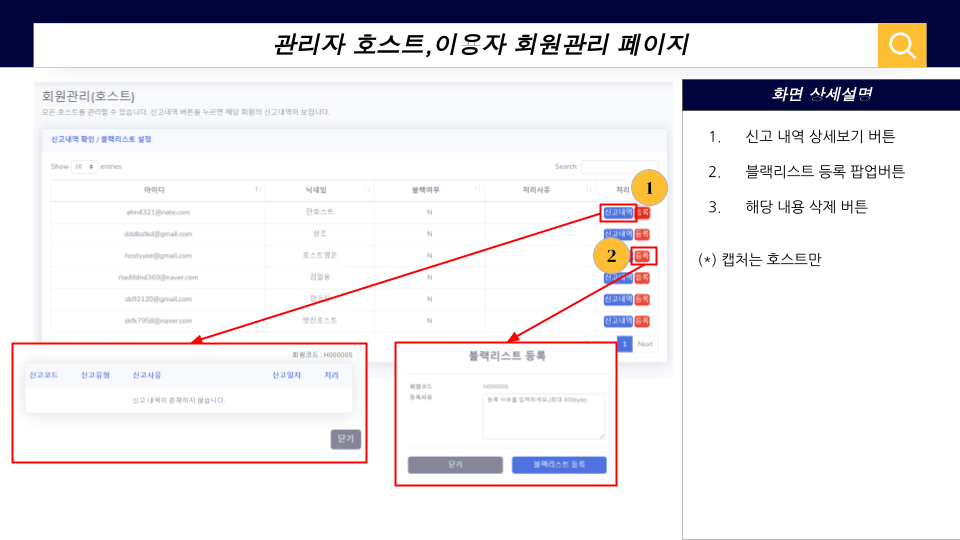 관리자 호스트,이용자 회원관리 페이지
회원관리(호스트)
모든 호스트를 관리할 수 있습니다. 신고내역 버튼을 누르면 해당 회원의 신고내역이 보입니다.
신고내역 확인 / 블랙리스트 설정
Show 10 entries
Search:
아이디 닉네임 블랙여부 처리사유 처리
1
ahn4321@nate.com 안호스트 N 신고내역 등록
dddbstkd@gmail.com 상조 N 신고내역 등록
hostyyee@gmail.com 호스트영은 N 등록
2
김일용 N 신고내역 등록
sb92120@gmail.com N 신고내역 등록
skfk7958@naver.com 멋진호스트 N 신고내역 등록
1 Next
회원코드 : H000005
신고코드 신고유형 신고사유 신고일자 처리
신고 내역이 존재하지 않습니다.
닫기
블랙리스트 등록
회원코드 H000005
등록사유 등록 사유를 입력하세요.(최대 300byte)
닫기 블랙리스트 등록
화면 상세설명
1. 신고 내역 상세보기 버튼
2. 블랙리스트 등록 팝업버튼
3. 해당 내용 삭제 버튼
(*) 캡처는 호스트만